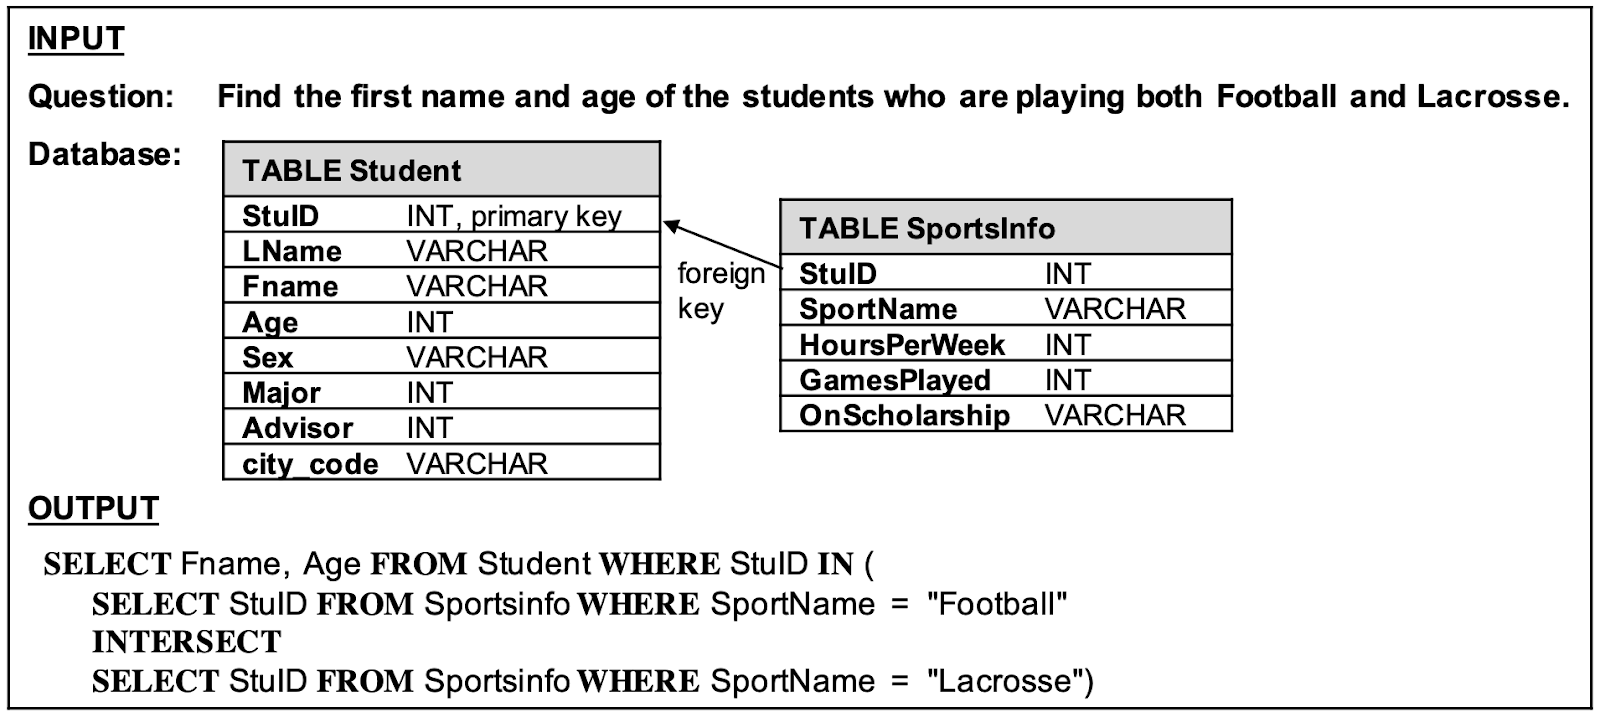 INPUT
Question: Find the first name and age of the students who are playing both Football and Lacrosse.
Database:
TABLE Student
StuID INT, primary key
LName VARCHAR
Fname VARCHAR
Age INT
Sex VARCHAR
Major INT
Advisor INT
city_code VARCHAR
foreign
key
TABLE SportsInfo
StuID INT
SportName VARCHAR
HoursPerWeek INT
GamesPlayed INT
OnScholarship VARCHAR
OUTPUT
SELECT Fname, Age FROM Student WHERE StuID IN (
SELECT StuID FROM Sportsinfo WHERE SportName = "Football"
INTERSECT
SELECT StuID FROM Sportsinfo WHERE SportName = "Lacrosse")